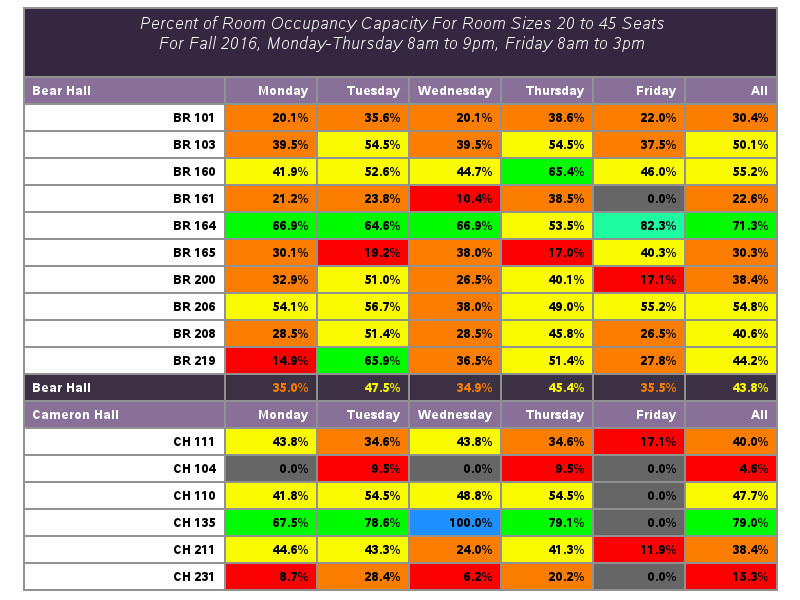 Percent of Room Occupancy Capacity For Room Sizes 20 to 45 Seats
For Fall 2016, Monday-Thursday 8am to 9pm, Friday 8am to 3pm
Bear Hall Monday Tuesday Wednesday Thursday Friday All
BR 101 20.1% 35.6% 20.1% 38.6% 22.0% 30.4%
BR 103 39.5% 54.5% 39.5% 54.5% 37.5% 50.1%
BR 160 41.9% 52.6% 44.7% 65.4% 46.0% 55.2%
BR 161 21.2% 23.8% 10.4% 38.5% 0.0% 22.6%
BR 164 66.9% 64.6% 66.9% 53.5% 82.3% 71.3%
BR 165 30.1% 19.2% 38.0% 17.0% 40.3% 30.3%
BR 200 32.9% 51.0% 26.5% 40.1% 17.1% 38.4%
BR 206 54.1% 56.7% 38.0% 49.0% 55.2% 54.8%
BR 208 28.5% 51.4% 28.5% 45.8% 26.5% 40.6%
BR 219 14.9% 65.9% 36.5% 51.4% 27.8% 44.2%
Bear Hall 35.0% 47.5% 34.9% 45.4% 35.5% 43.8%
Cameron Hall Monday Tuesday Wednesday Thursday Friday All
CH 111 43.8% 34.6% 43.8% 34.6% 17.1% 40.0%
CH 104 0.0% 9.5% 0.0% 9.5% 0.0% 4.6%
CH 110 41.8% 54.5% 48.8% 54.5% 0.0% 47.7%
CH 135 67.5% 78.6% 100.0% 79.1% 0.0% 79.0%
CH 211 44.6% 43.3% 24.0% 41.3% 11.9% 38.4%
CH 231 8.7% 28.4% 6.2% 20.2% 0.0% 15.3%